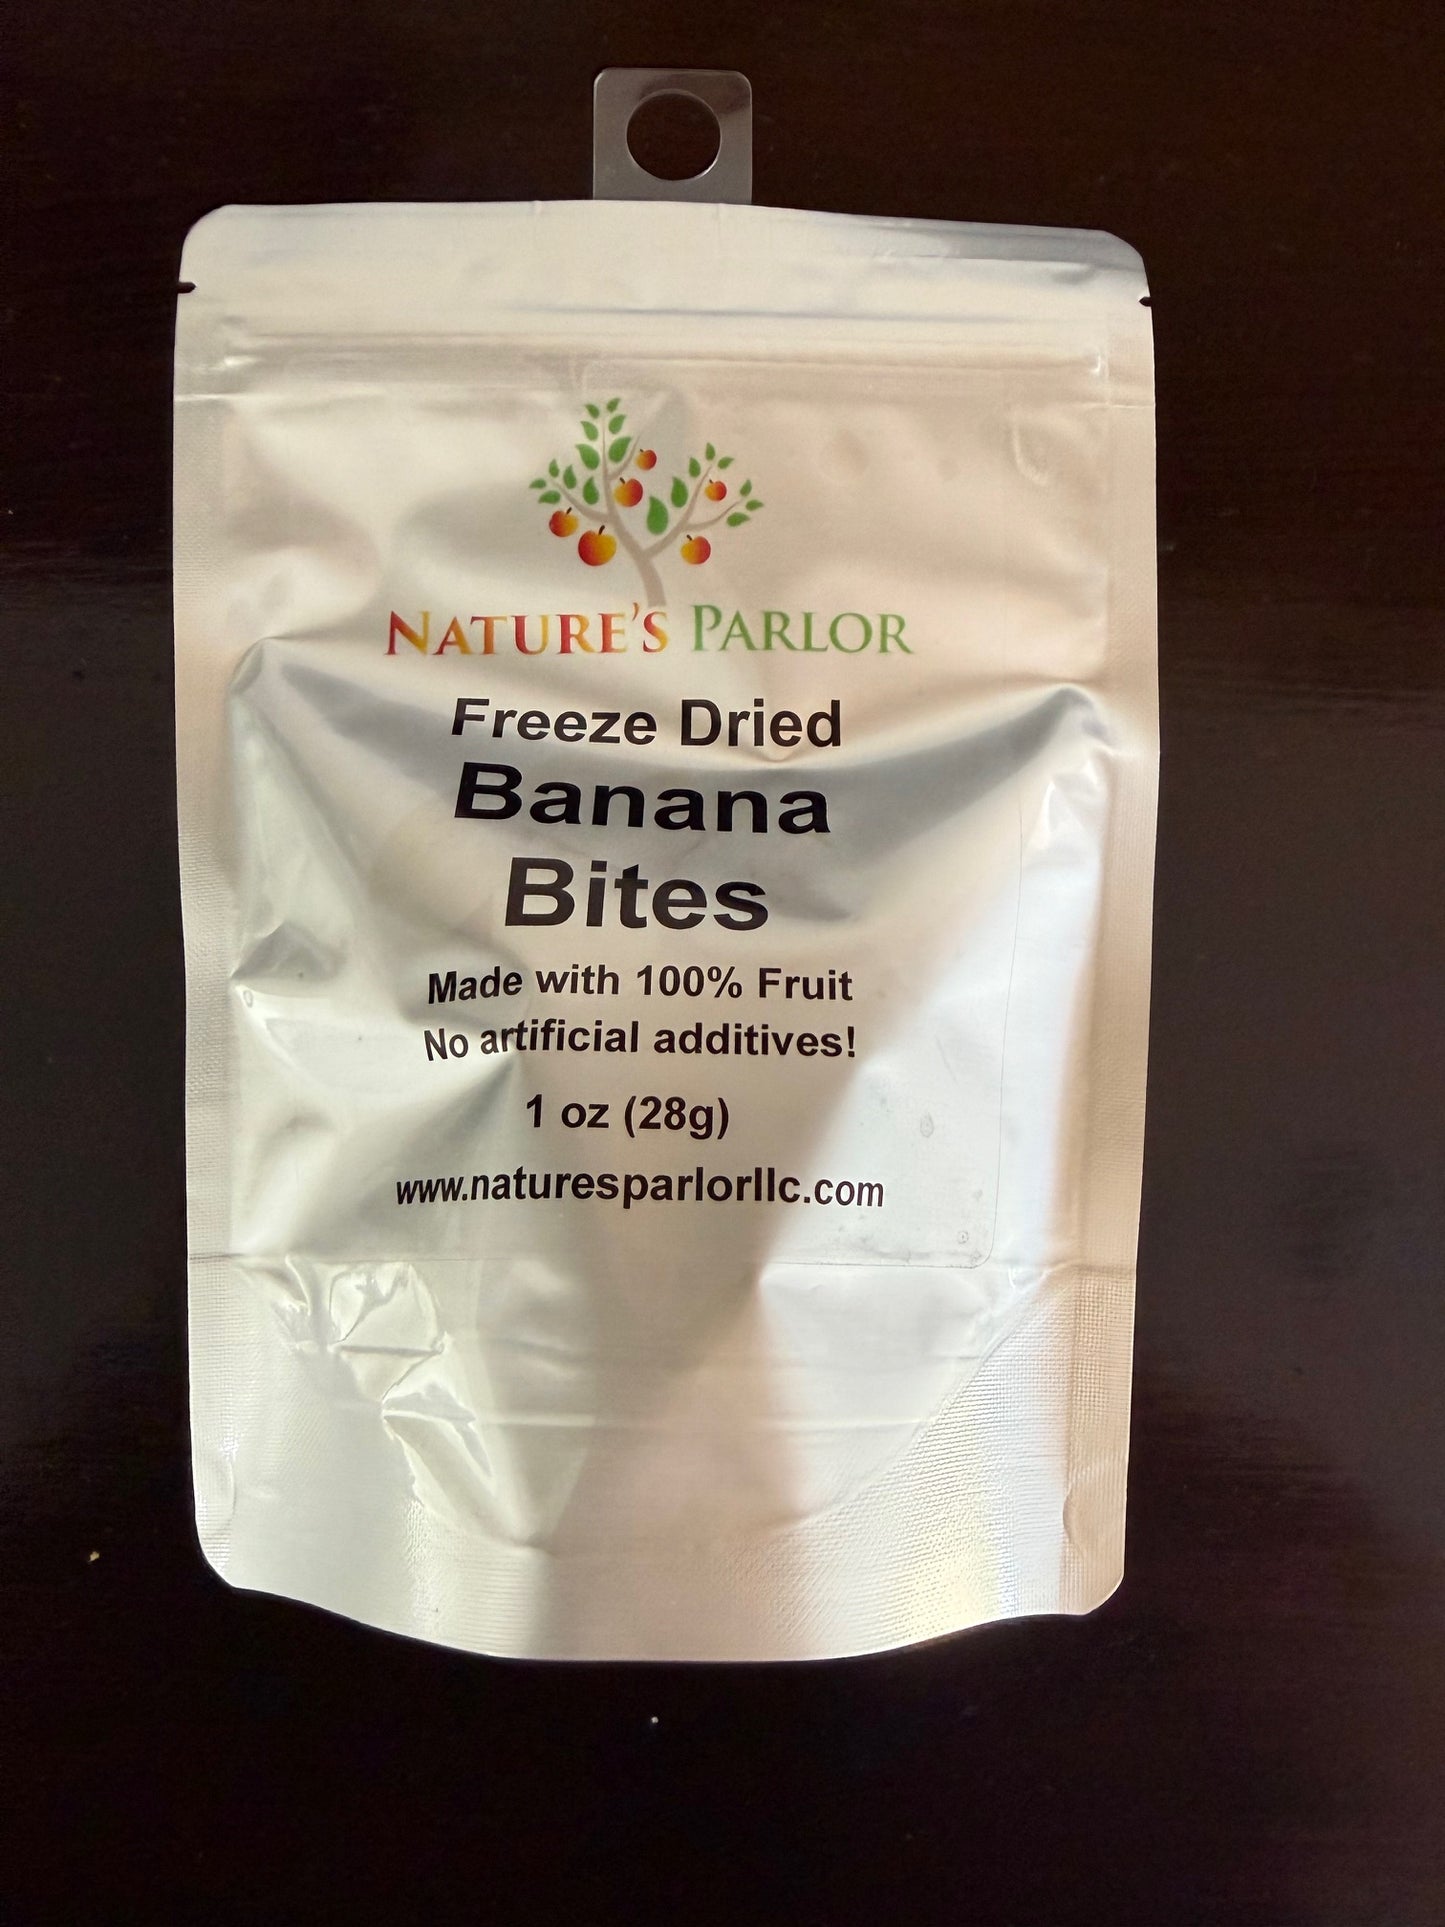 NATURE'S PARLOR
Freeze Dried
Banana
Bites
Made with 100% Fruit
No artificial additives!
1 oz (28g)
www.naturesparlorllc.com